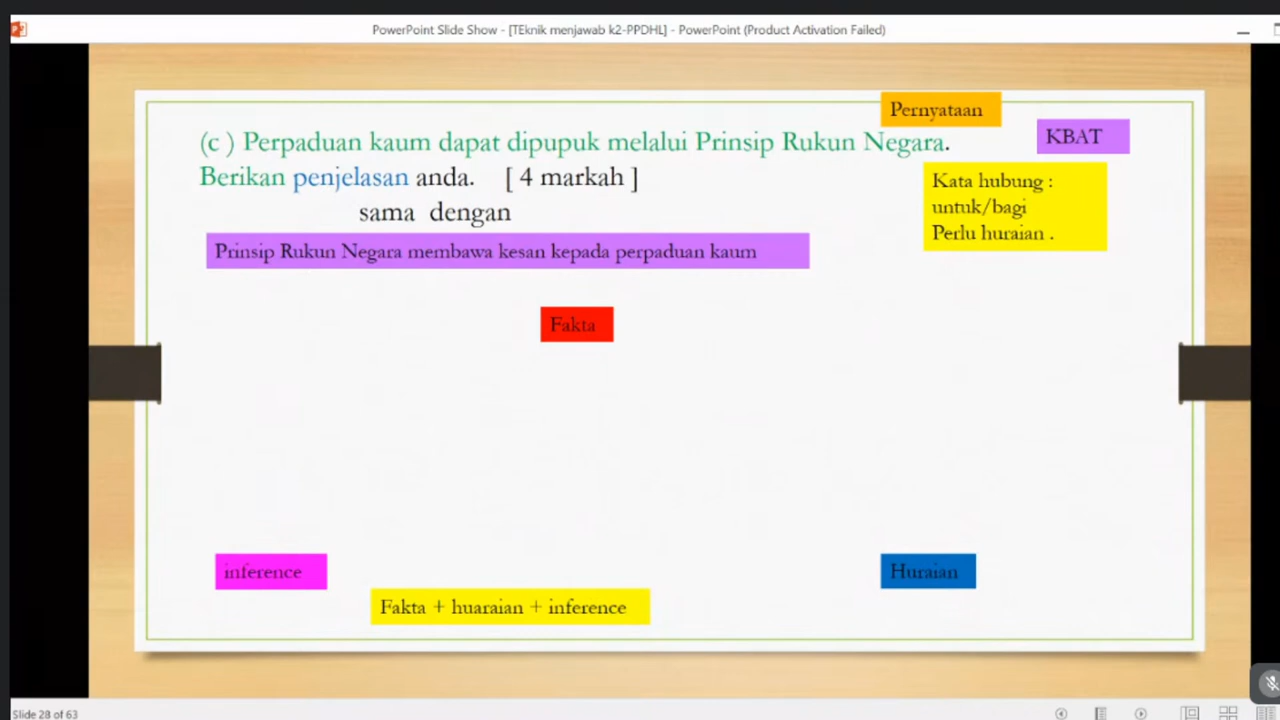 PowerPoint Slide Show - [TEknik menjawab k2-PPDHL] - PowerPoint (Product Activation Failed)
Pernyataan
KBAT
(c ) Perpaduan kaum dapat dipupuk melalui Prinsip Rukun Negara.
Berikan penjelasan anda. [ 4 markah ]
sama dengan
Kata hubung :
untuk/bagi
Perlu huraian .
Prinsip Rukun Negara membawa kesan kepada perpaduan kaum
Fakta
inference
Huraian
Fakta + huaraian + inference
Slide 28 of 63